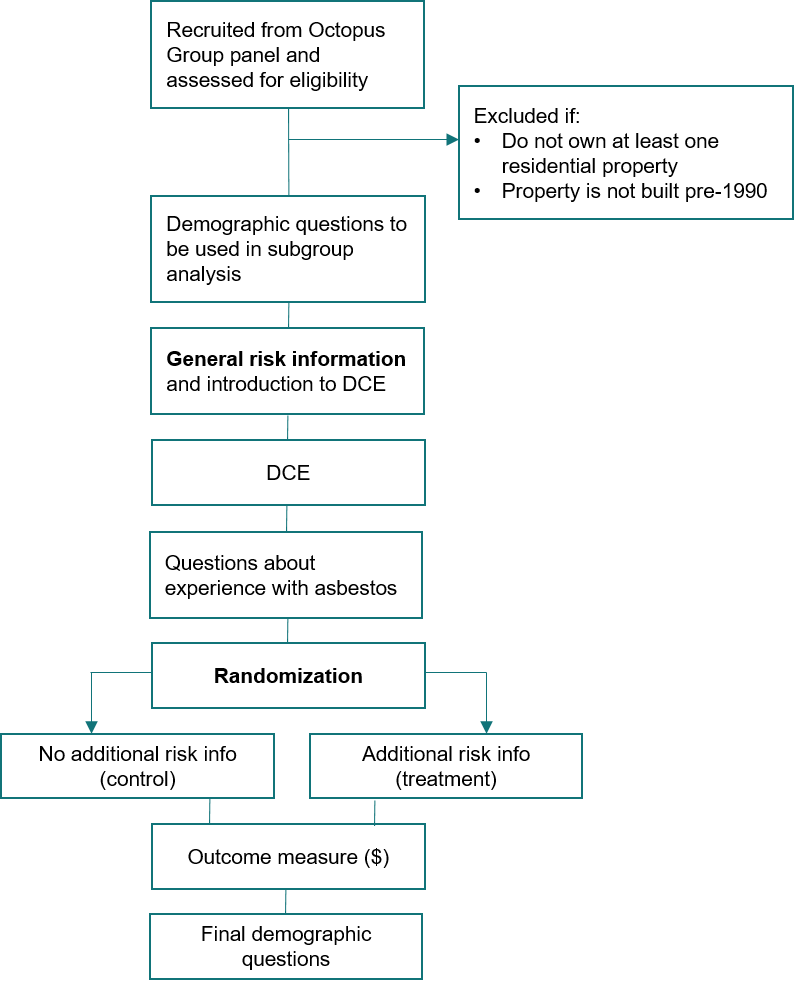 Recruited from Octopus
Group panel and
assessed for eligibility
Excluded if:
• Do not own at least one
residential property
• Property is not built pre-1990
Demographic questions to
be used in subgroup
analysis
General risk information
and introduction to DCE
DCE
Questions about
experience with asbestos
Randomization
No additional risk info
(control)
Additional risk info
(treatment)
Outcome measure ($)
Final demographic
questions